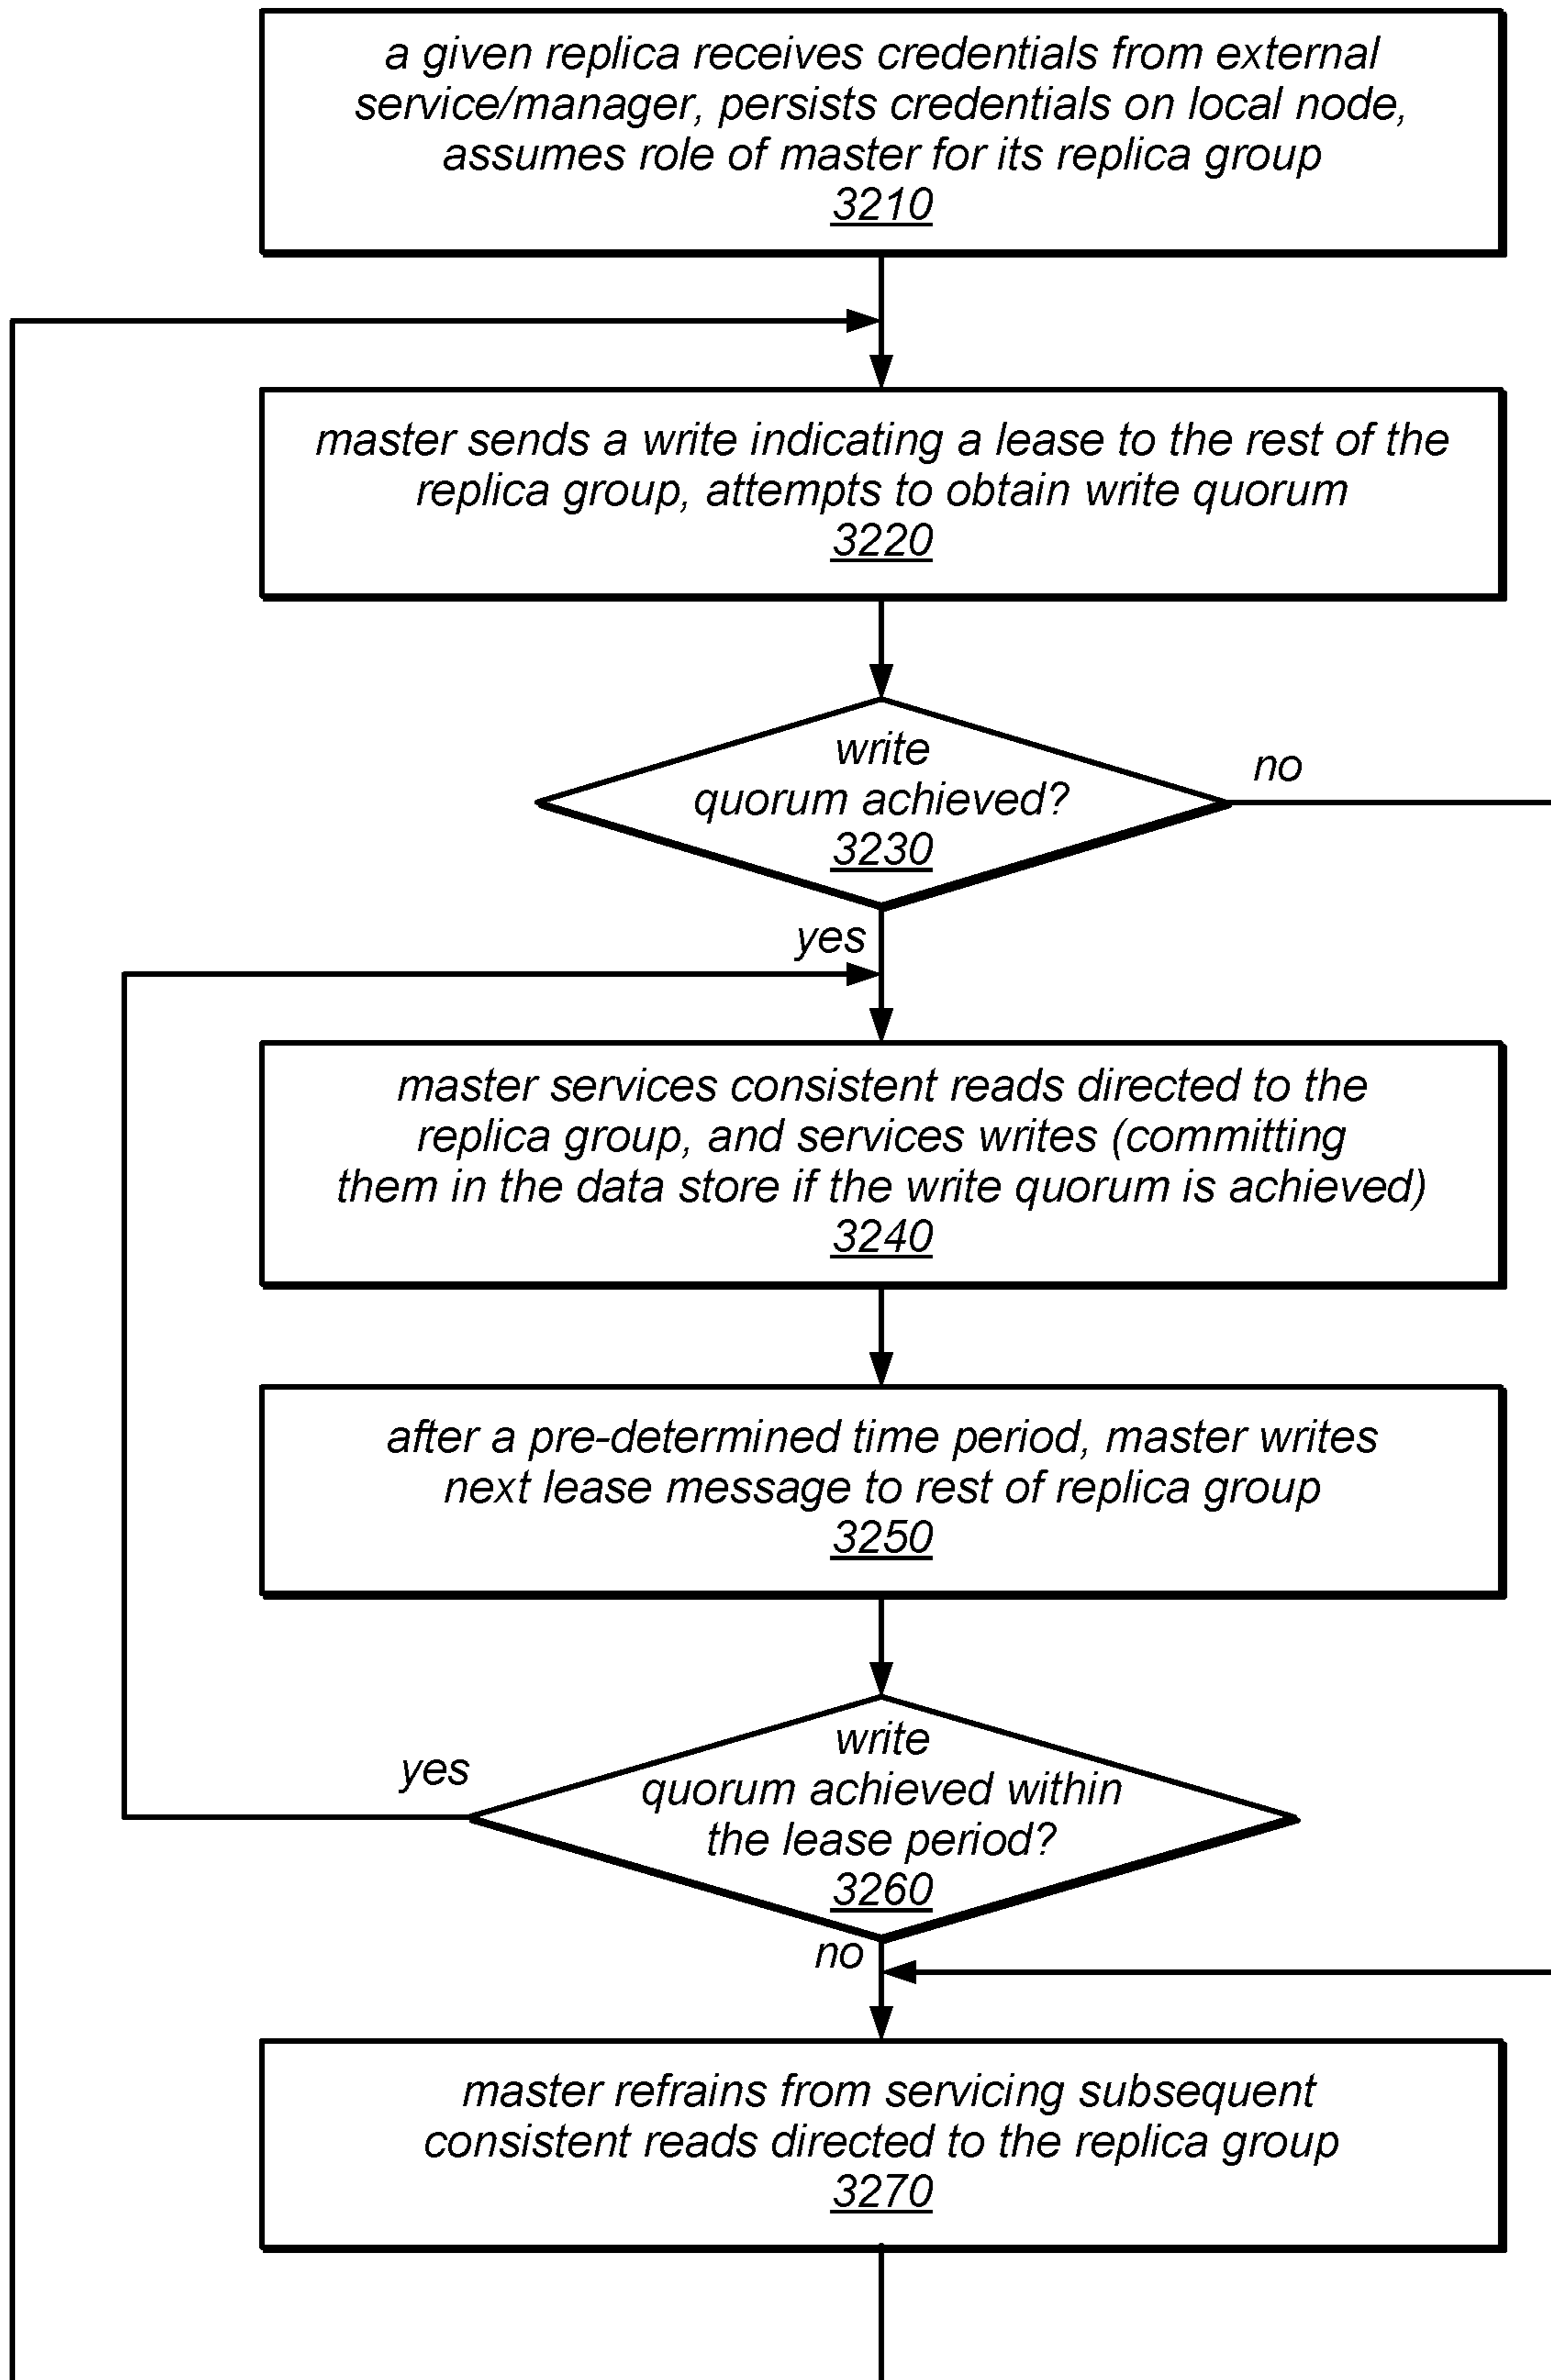 a given replica receives credentials from external
service/manager, persists credentials on local node,
assumes role of master for its replica group
3210
master sends a write indicating a lease to the rest of the
replica group, attempts to obtain write quorum
3220
write
quorum achieved?
3230
no
yes
master services consistent reads directed to the
replica group, and services writes (committing
them in the data store if the write quorum is achieved)
3240
after a pre-determined time period, master writes
next lease message to rest of replica group
3250
write
quorum achieved within
the lease period?
3260
yes
no
master refrains from servicing subsequent
consistent reads directed to the replica group
3270